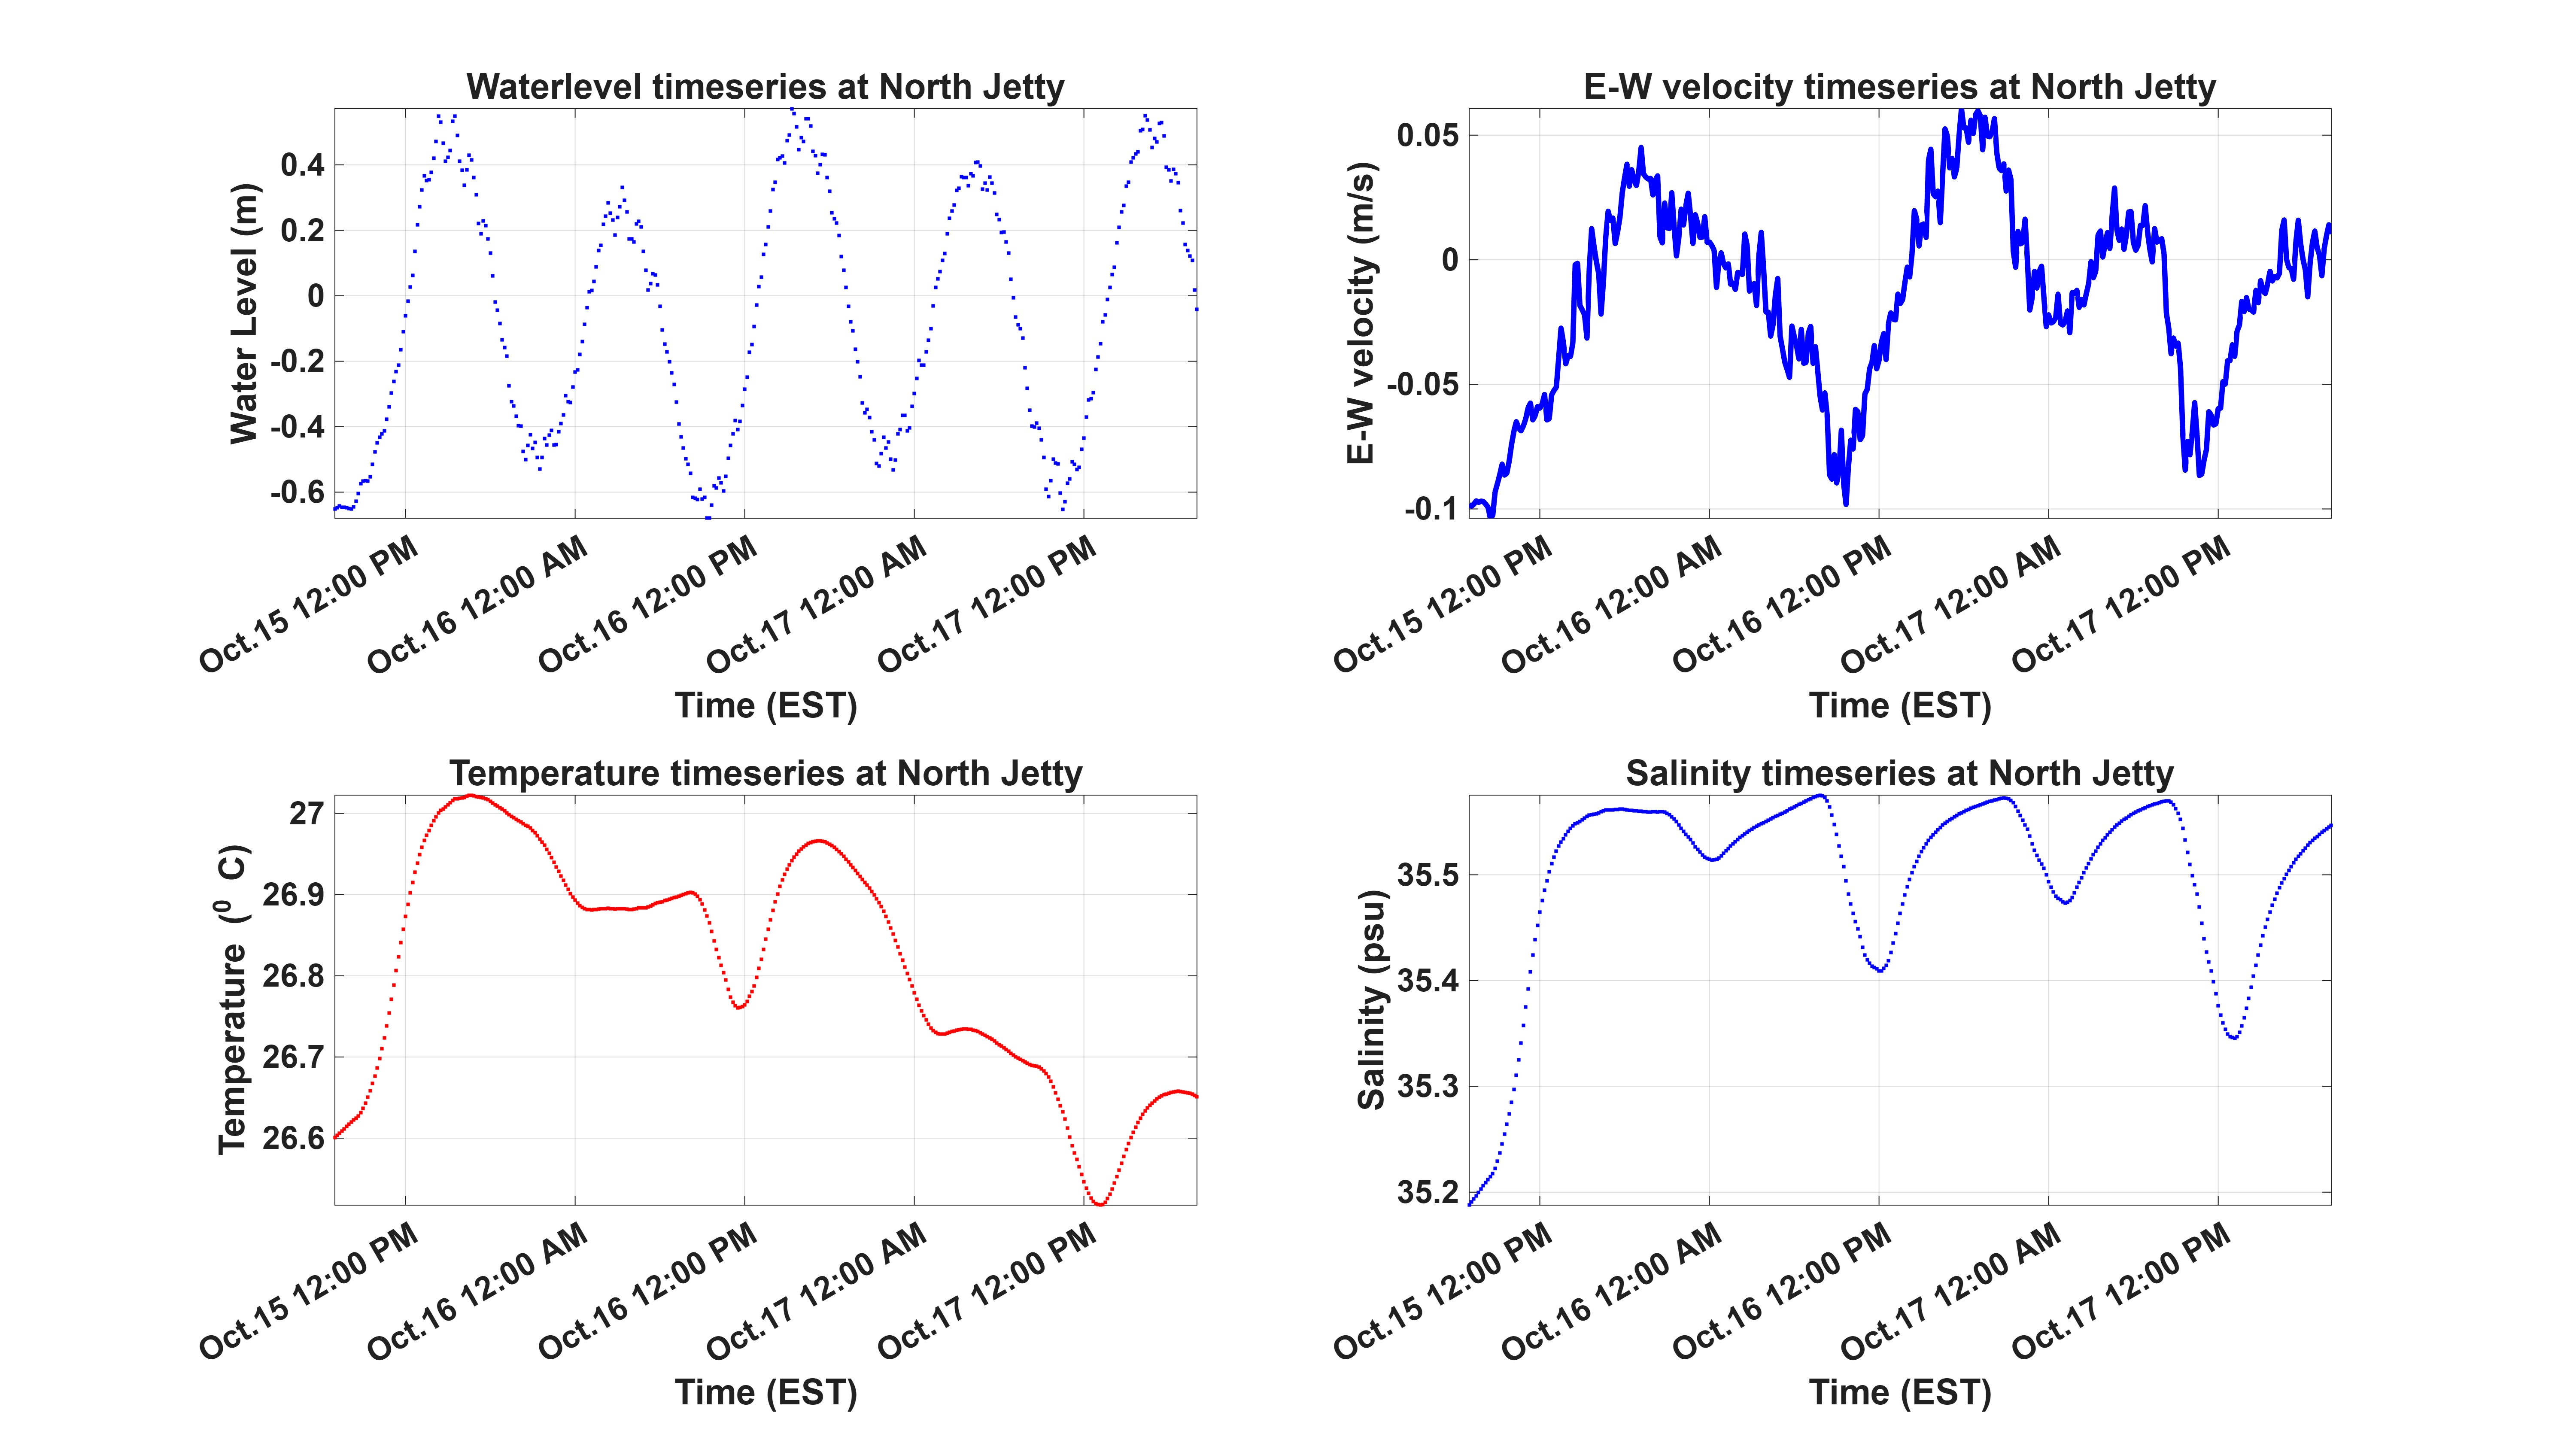 Waterlevel timeseries at North Jetty
Water Level (m)
0.4
0.2
0
-0.2
-0.4
-0.6
Oct.15 12:00 PM
Oct.16 12:00 AM
Oct.16 12:00 PM
Oct.17 12:00 AM
Oct.17 12:00 PM
Time (EST)
E-W velocity timeseries at North Jetty
E-W velocity (m/s)
0.05
0
-0.05
-0.1
Oct.15 12:00 PM
Oct.16 12:00 AM
Oct.16 12:00 PM
Oct.17 12:00 AM
Oct.17 12:00 PM
Time (EST)
Temperature timeseries at North Jetty
Temperature (⁰ C)
27
26.9
26.8
26.7
26.6
Oct.15 12:00 PM
Oct.16 12:00 AM
Oct.16 12:00 PM
Oct.17 12:00 AM
Oct.17 12:00 PM
Time (EST)
Salinity timeseries at North Jetty
Salinity (psu)
35.5
35.4
35.3
35.2
Oct.15 12:00 PM
Oct.16 12:00 AM
Oct.16 12:00 PM
Oct.17 12:00 AM
Oct.17 12:00 PM
Time (EST)